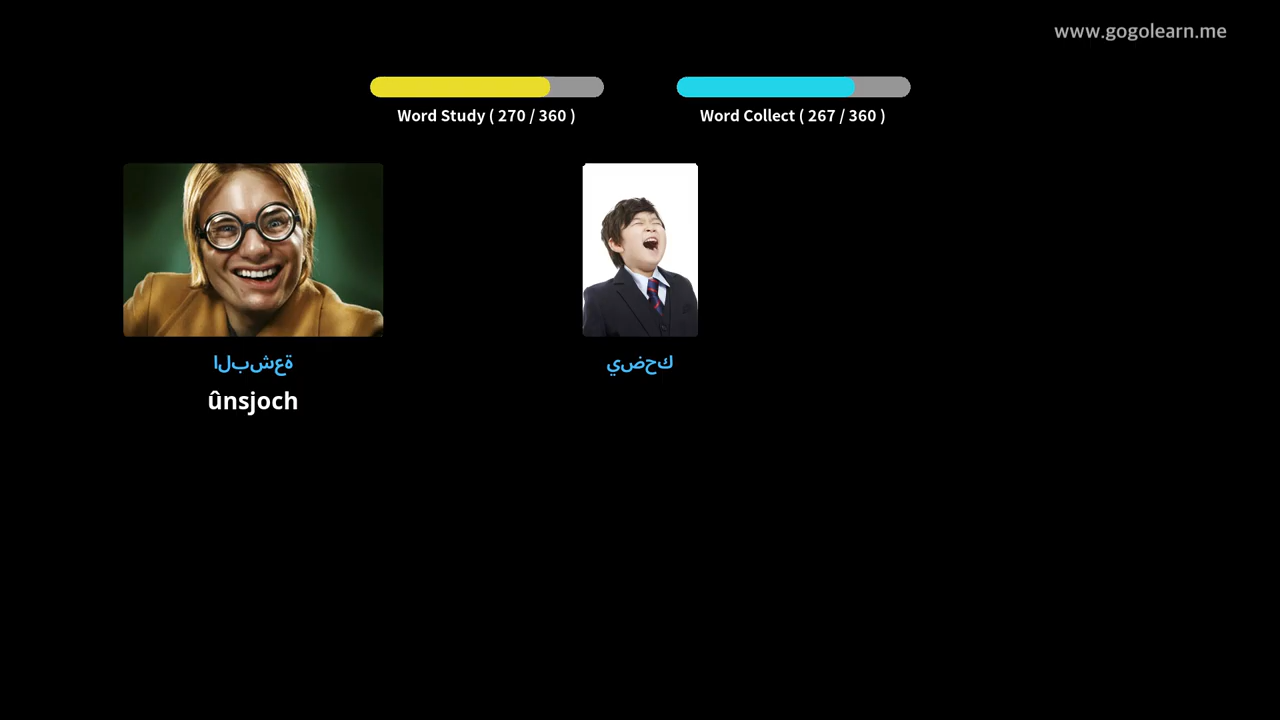 www.gogolearn.me
Word Study ( 270 / 360 )
Word Collect ( 267 / 360 )
البشعة
ûnsjoch
يضحك